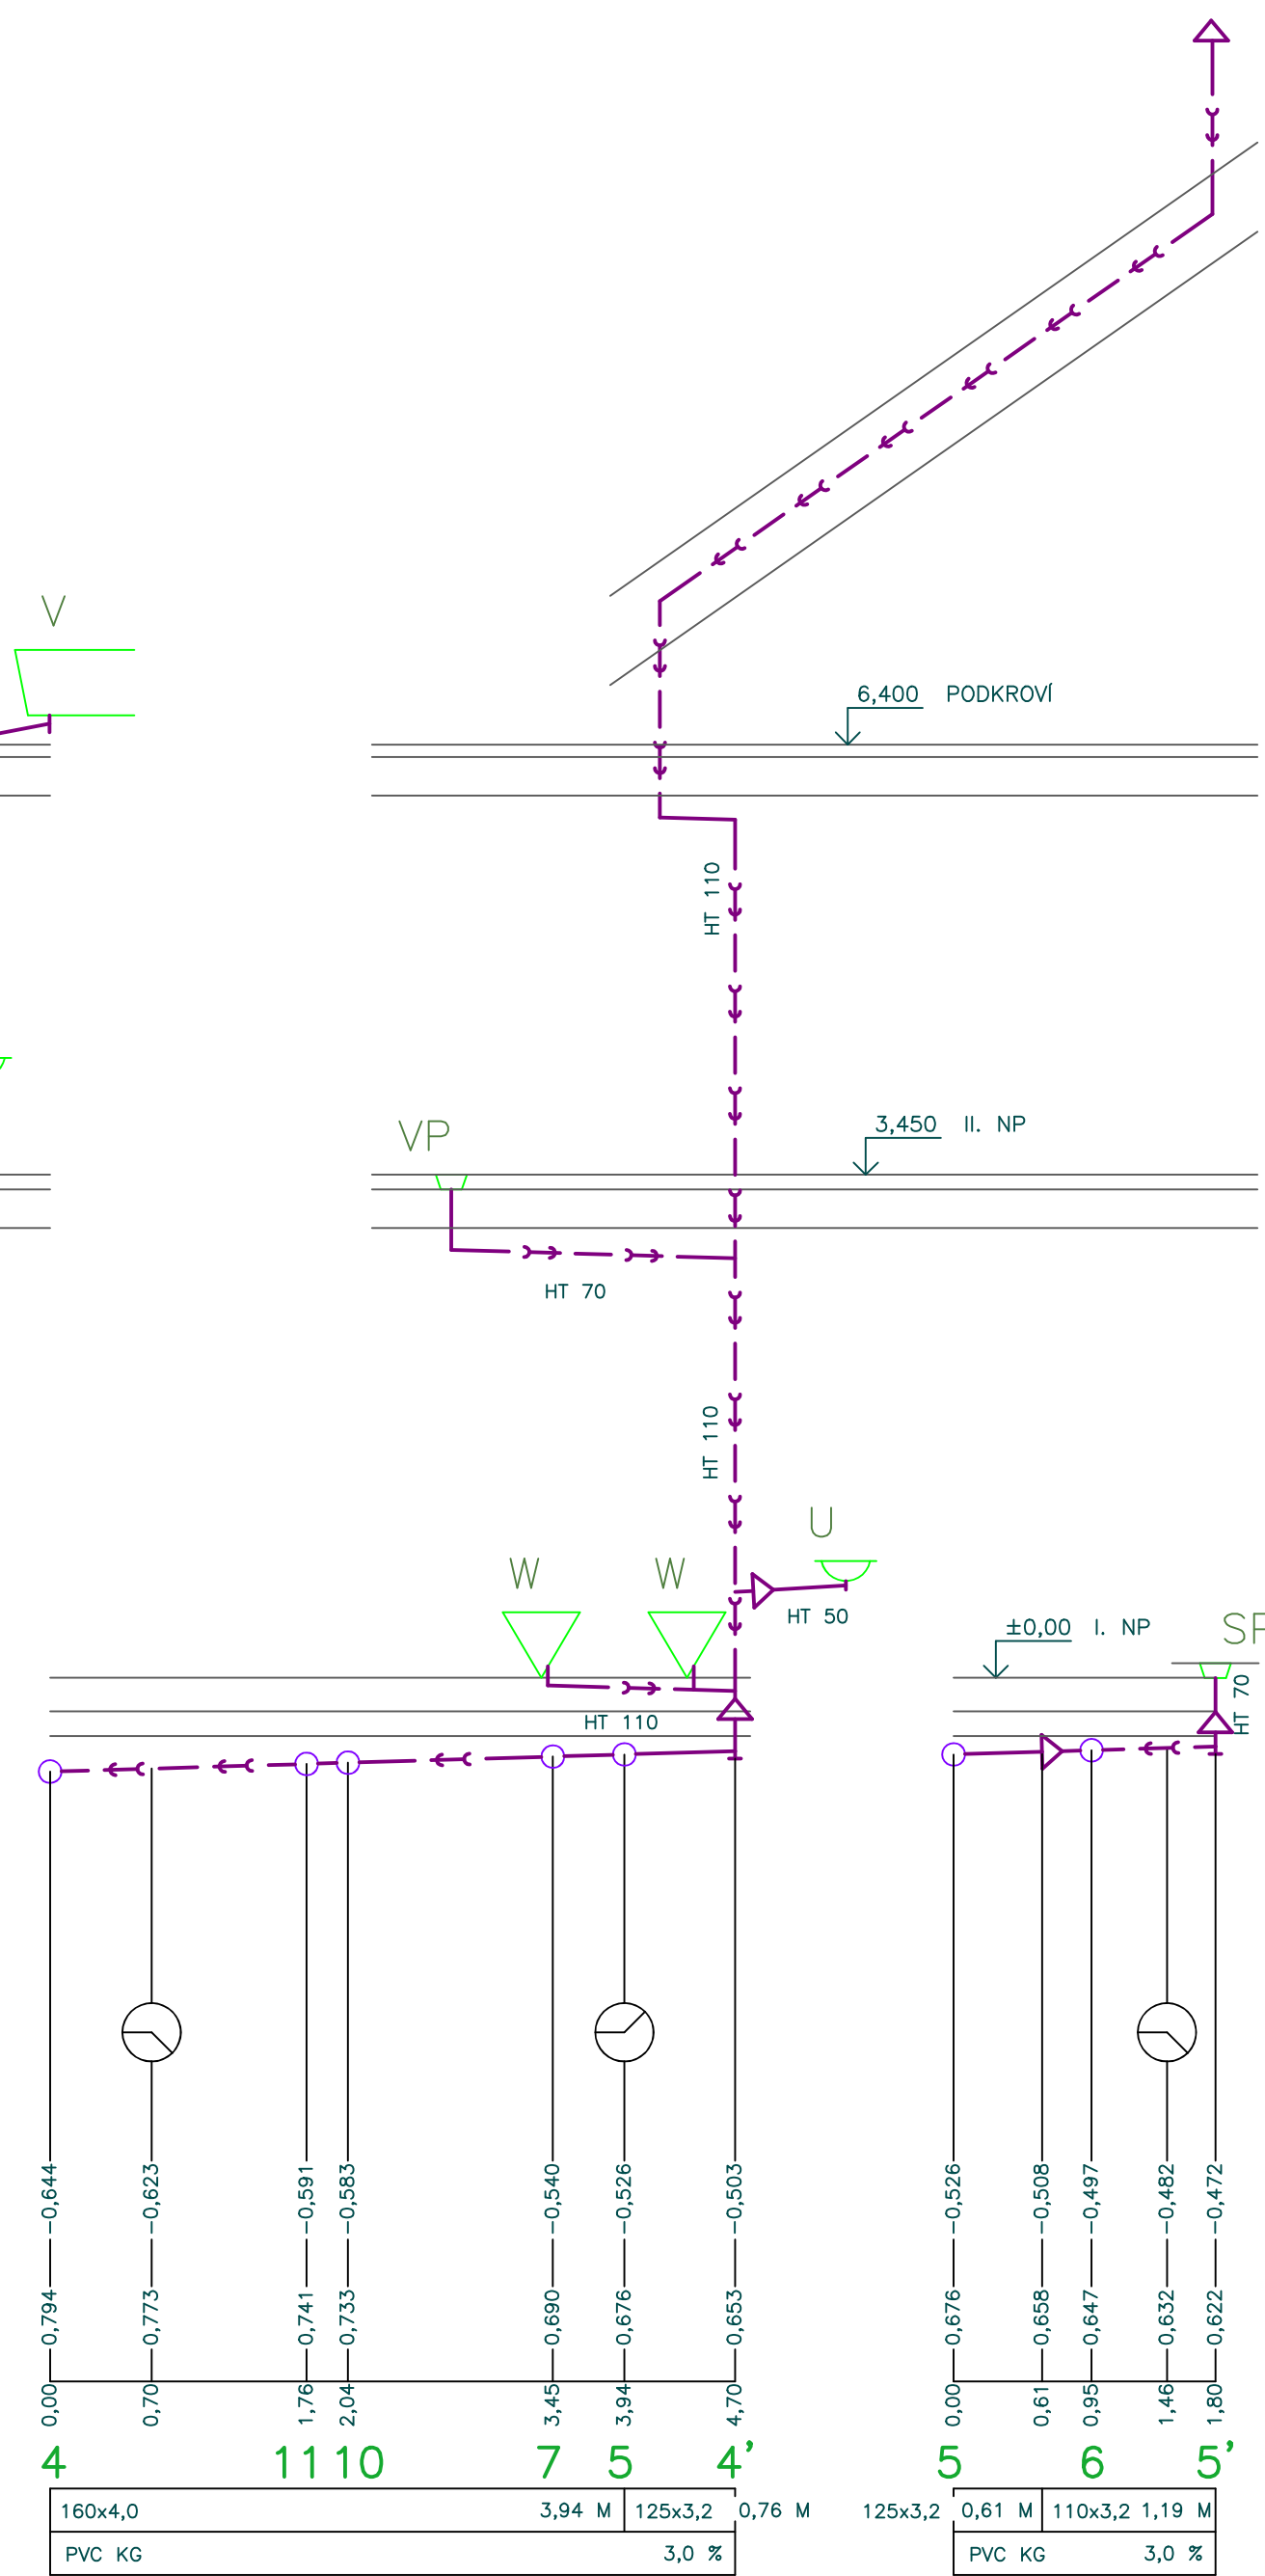 V
6,400 PODKROVÍ
HT 110
VP
3,450 II. NP
HT 70
HT 110
U
W W
HT 50
±0,00 I. NP
HT 70
HT 110
-0,644 -0,623 -0,591 -0,583 -0,540 -0,526 -0,503 -0,526 -0,508 -0,497 -0,482 -0,472
0,794 0,773 0,741 0,733 0,690 0,676 0,653 0,676 0,658 0,647 0,632 0,622
0,00 0,70 1,76 2,04 3,45 3,94 4,70 0,00 0,61 0,95 1,46 1,80
4 11 10 7 5 4' 5 6 5'
160x4,0 3,94 M 125x3,2 0,76 M 125x3,2 0,61 M 110x3,2 1,19 M
PVC KG 3,0 % PVC KG 3,0 %